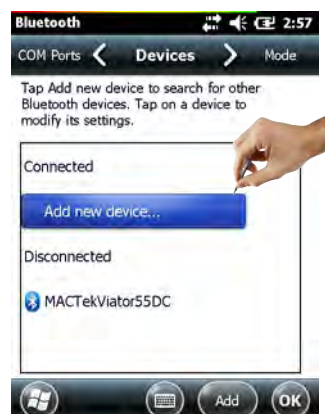 Bluetooth 2:57
COM Ports Devices Mode
Tap Add new device to search for other
Bluetooth devices. Tap on a device to
modify its settings.
Connected
Add new device...
Disconnected
MACTekViator55DC
Add OK